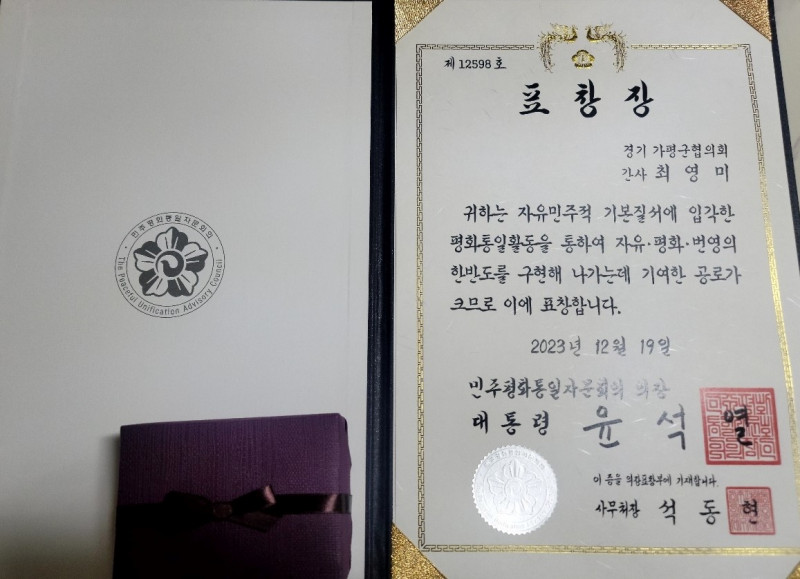 민주평화통일자문회의
The Peaceful Unification Advisory Council
제 12598 호
표창장
경기 가평군협의회
간사 최영미
귀하는 자유민주적 기본질서에 입각한
평화통일활동을 통하여 자유·평화·번영의
한반도를 구현해 나가는데 기여한 공로가
크므로 이에 표창합니다.
2023년 12월 19일
민주평화통일자문회의 의장
대통령 윤석열
이 증을 의장표창부에 기재합니다.
사무처장 석동현